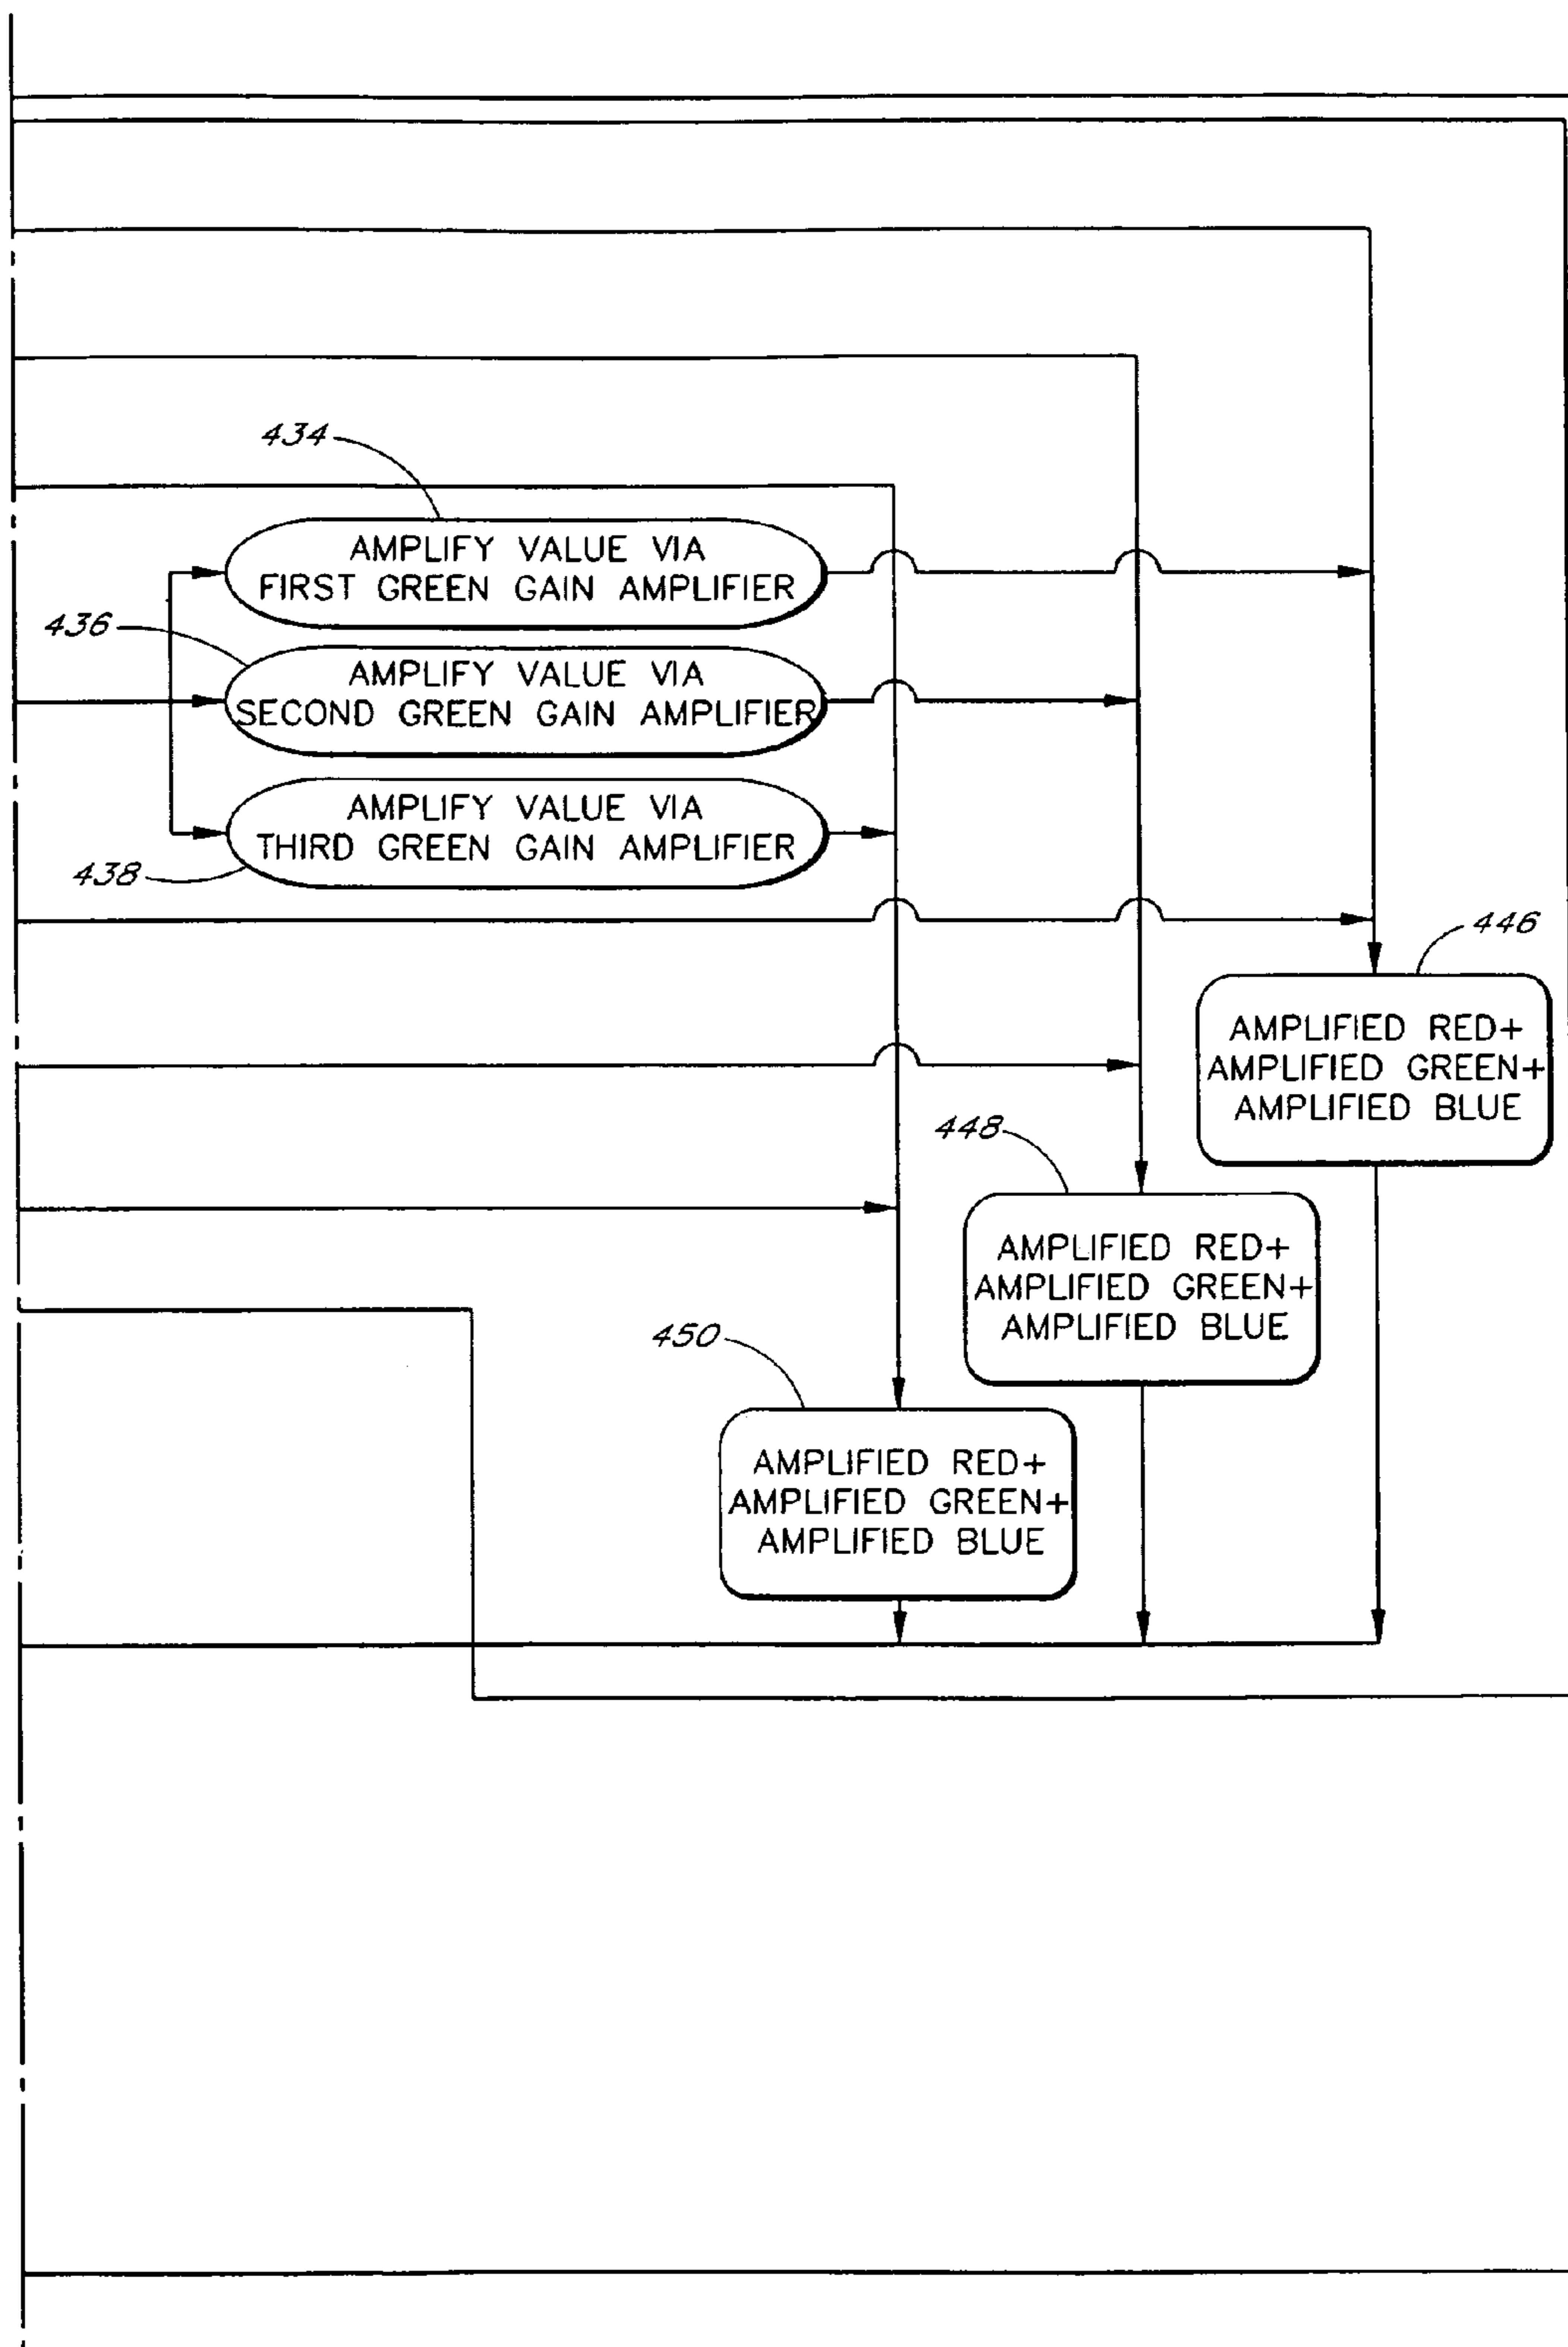 434
AMPLIFY VALUE VIA
FIRST GREEN GAIN AMPLIFIER
436
AMPLIFY VALUE VIA
SECOND GREEN GAIN AMPLIFIER
AMPLIFY VALUE VIA
THIRD GREEN GAIN AMPLIFIER
438
446
AMPLIFIED RED+
AMPLIFIED GREEN+
AMPLIFIED BLUE
448
AMPLIFIED RED+
AMPLIFIED GREEN+
AMPLIFIED BLUE
450
AMPLIFIED RED+
AMPLIFIED GREEN+
AMPLIFIED BLUE